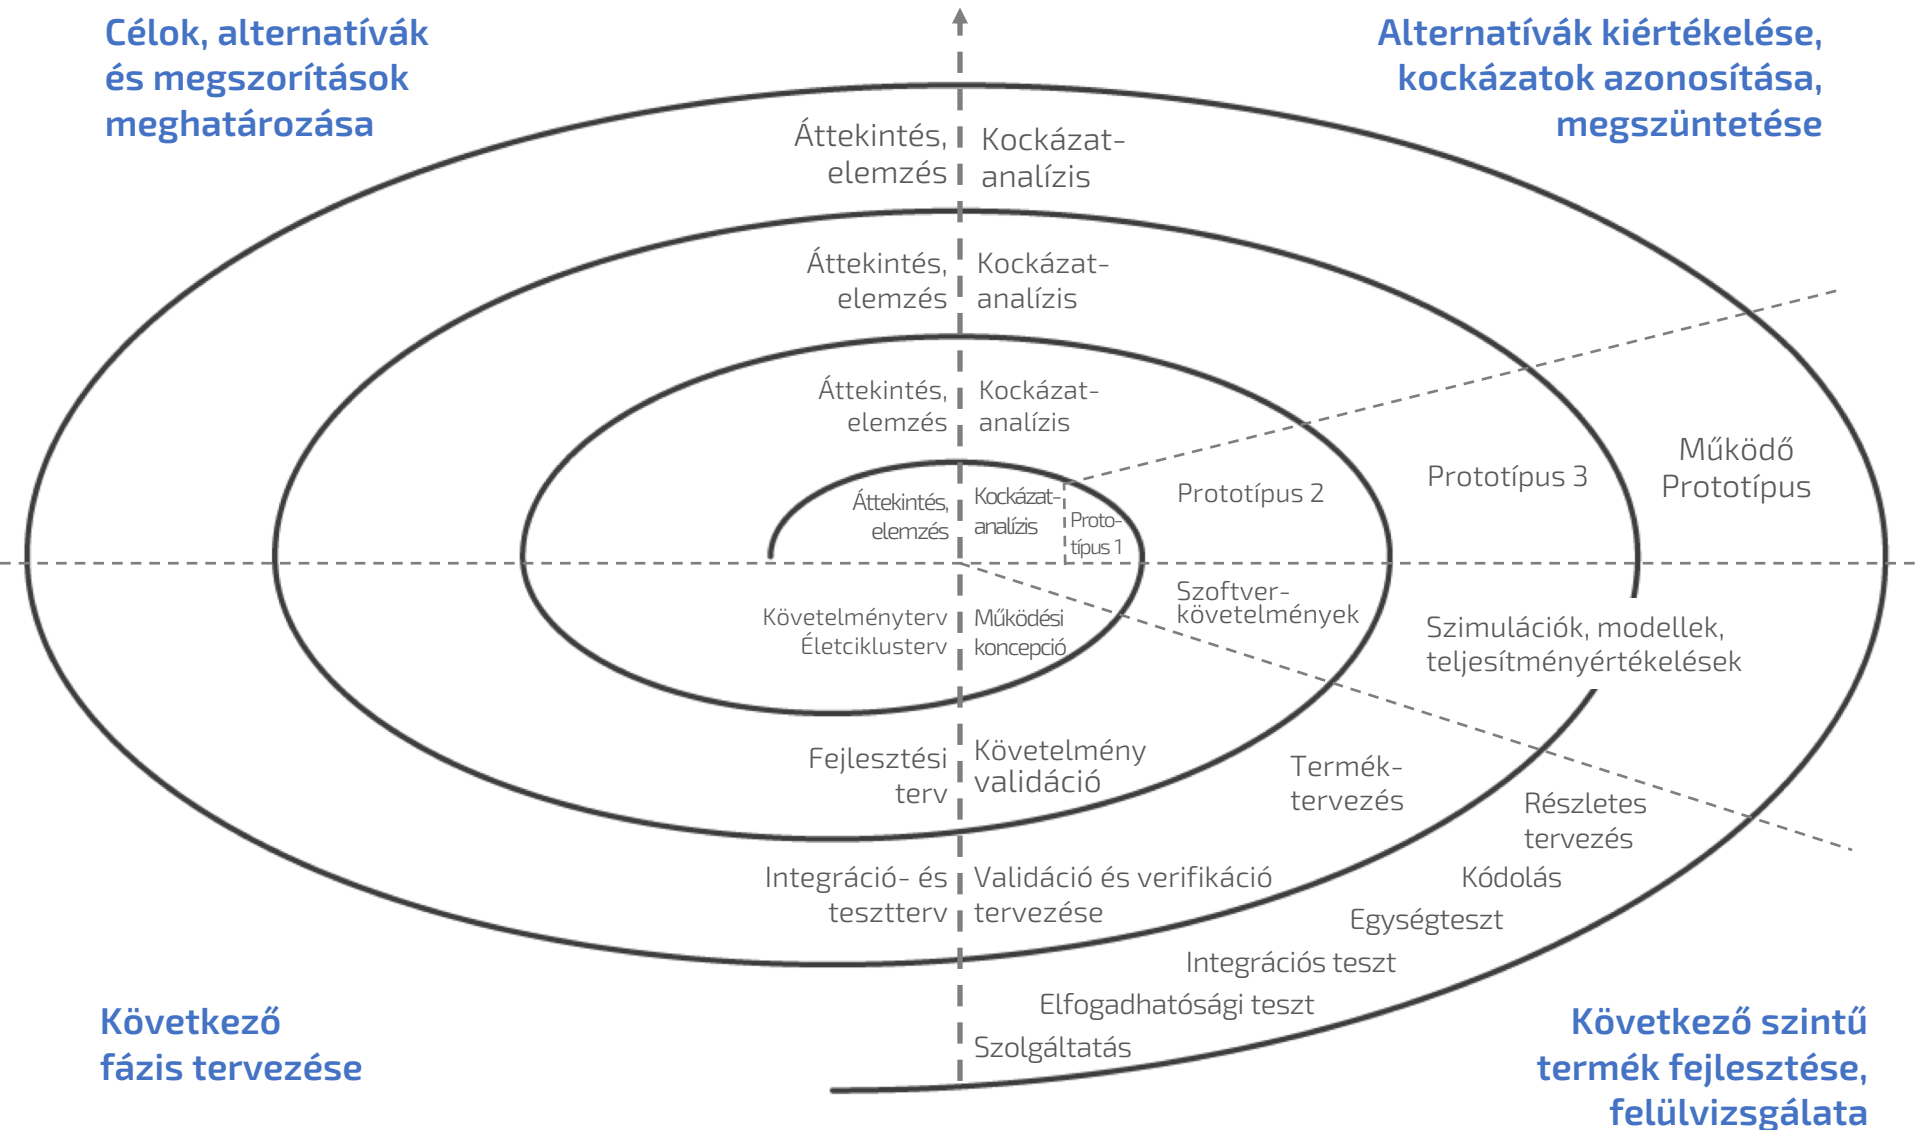 Célok, alternatívák
és megszorítások
meghatározása
Alternatívák kiértékelése,
kockázatok azonosítása,
megszüntetése
Áttekintés,
elemzés
Kockázat-
analízis
Áttekintés,
elemzés
Kockázat-
analízis
Áttekintés,
elemzés
Kockázat-
analízis
Áttekintés,
elemzés
Kockázat-
analízis
Proto-
típus 1
Prototípus 2
Prototípus 3
Működő
Prototípus
Követelményterv
Életciklusterv
Működési
koncepció
Szoftver-
követelmények
Szimulációk, modellek,
teljesítményértékelések
Fejlesztési
terv
Követelmény
validáció
Termék-
tervezés
Részletes
tervezés
Integráció- és
tesztterv
Validáció és verifikáció
tervezése
Kódolás
Egységteszt
Integrációs teszt
Elfogadhatósági teszt
Szolgáltatás
Következő
fázis tervezése
Következő szintű
termék fejlesztése,
felülvizsgálata